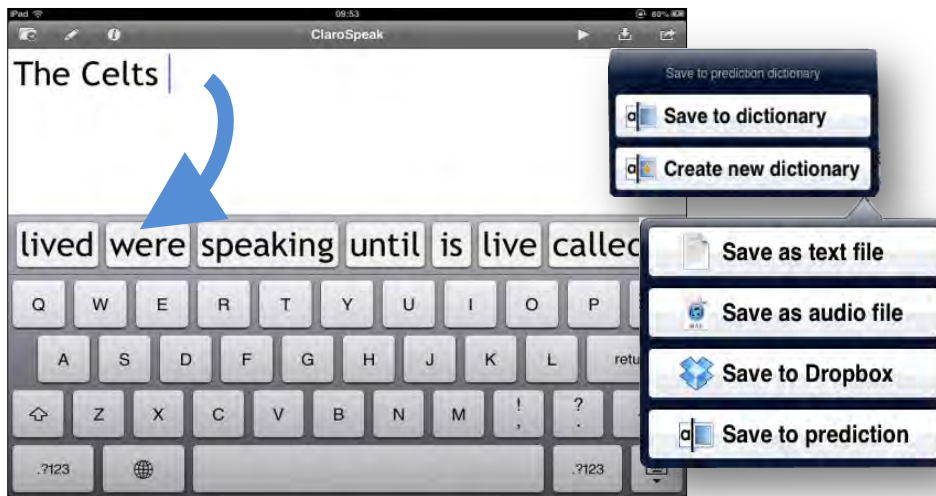 iPad 09:53 80%
ClaroSpeak
The Celts
lived were speaking until is live called
Q W E R T Y U I O P
A S D F G H J K L retu
Z X C V B N M ! , ? .
.?123 .?123
Save to prediction dictionary
Save to dictionary
Create new dictionary
Save as text file
Save as audio file
Save to Dropbox
Save to prediction